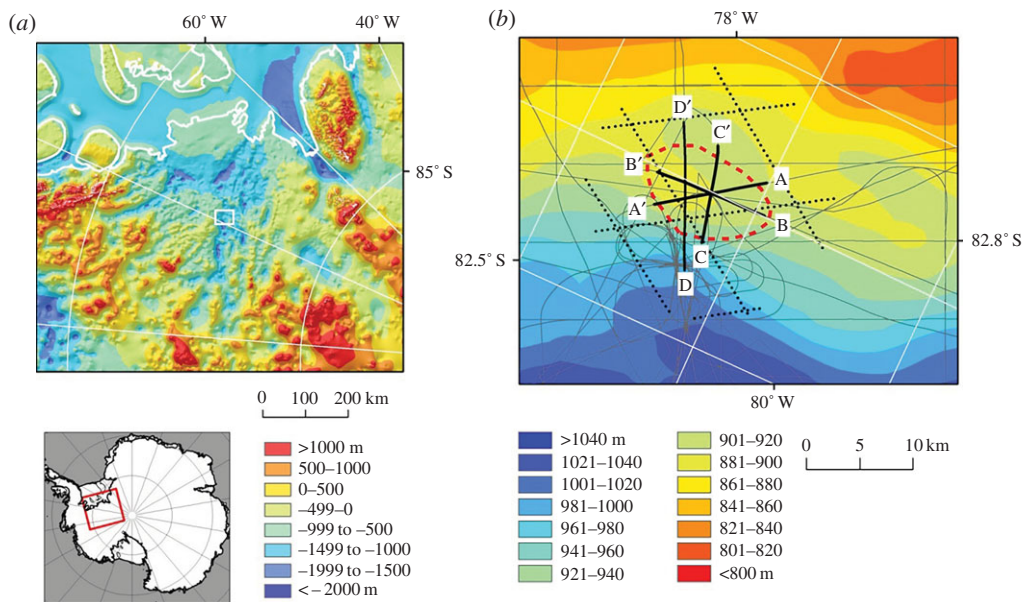 (a)
60° W
40° W
85° S
0 100 200 km
>1000 m
500–1000
0–500
–499–0
–999 to –500
–1499 to –1000
–1999 to –1500
<–2000 m
(b)
78° W
D′
C′
B′
A
A′
B
C
D
82.5° S
82.8° S
80° W
>1040 m
1021–1040
1001–1020
981–1000
961–980
941–960
921–940
901–920
881–900
861–880
841–860
821–840
801–820
<800 m
0 5 10 km